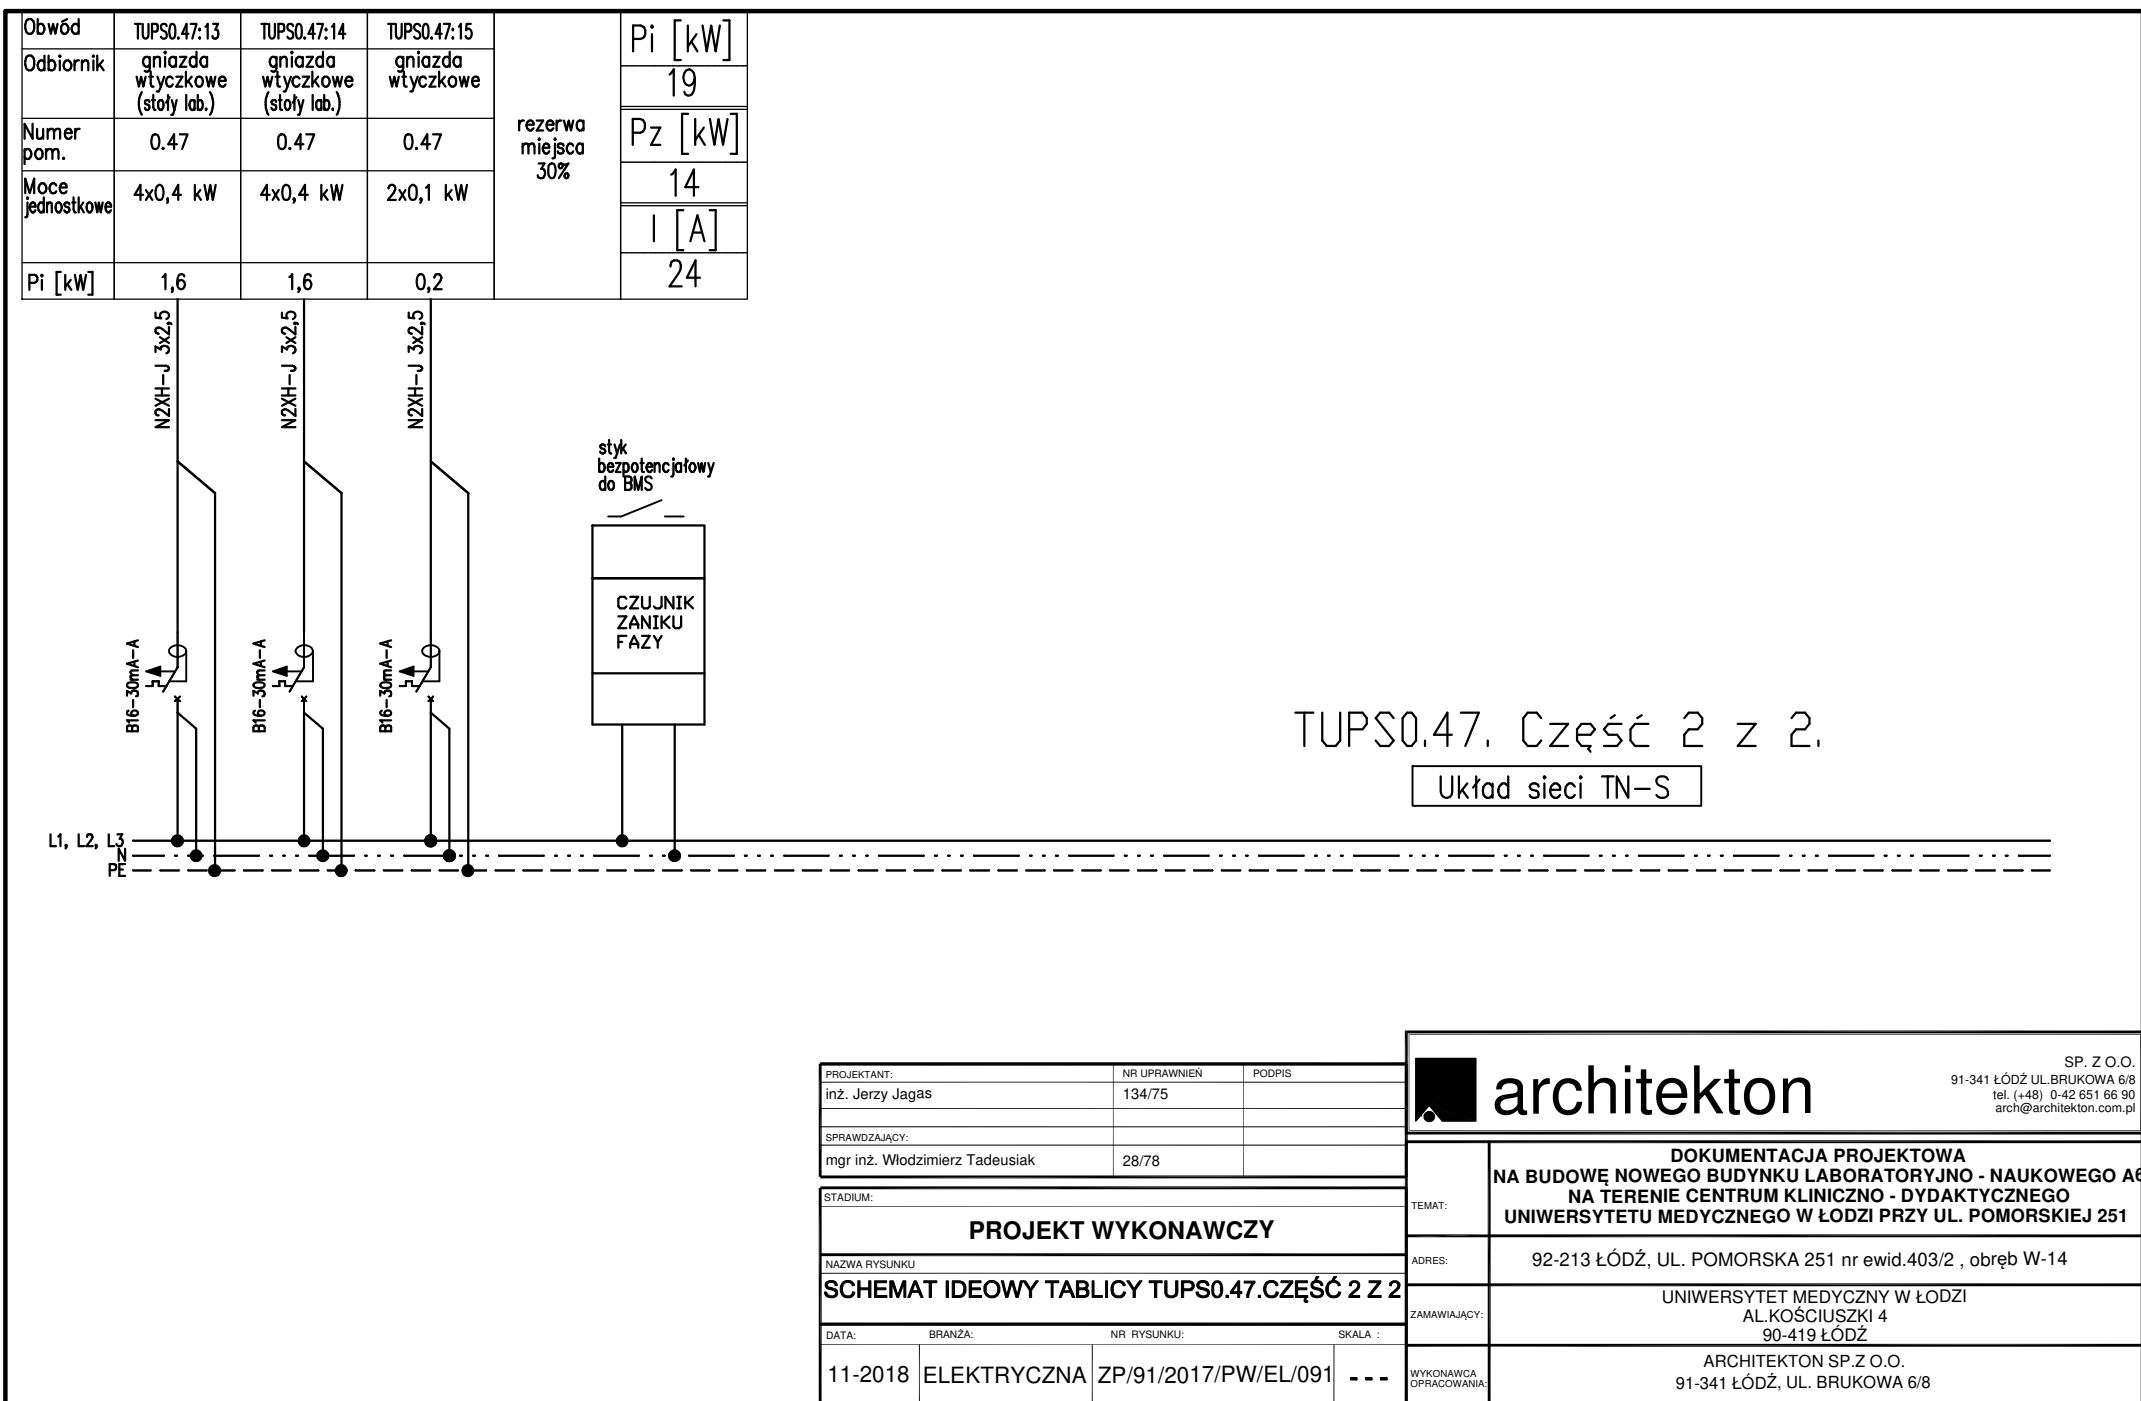 Obwód TUPS0.47:13 TUPS0.47:14 TUPS0.47:15
Odbiornik gniazda wtyczkowe (stoły lab.) gniazda wtyczkowe (stoły lab.) gniazda wtyczkowe
Numer pom. 0.47 0.47 0.47
Moce jednostkowe 4x0,4 kW 4x0,4 kW 2x0,1 kW
Pi [kW] 1,6 1,6 0,2
rezerwa
miejsca
30%
Pi [kW]
19
Pz [kW]
14
I [A]
24
N2XH-J 3x2,5
N2XH-J 3x2,5
N2XH-J 3x2,5
styk
bezpotencjałowy
do BMS
CZUJNIK
ZANIKU
FAZY
B16-30mA-A
B16-30mA-A
B16-30mA-A
TUPS0.47. Część 2 z 2.
Układ sieci TN-S
L1, L2, L3
N
PE
PROJEKTANT: NR UPRAWNIEŃ PODPIS
inż. Jerzy Jagas 134/75
SPRAWDZAJĄCY:
mgr inż. Włodzimierz Tadeusiak 28/78
STADIUM:
PROJEKT WYKONAWCZY
NAZWA RYSUNKU
SCHEMAT IDEOWY TABLICY TUPS0.47.CZĘŚĆ 2 Z 2
DATA: BRANŻA: NR RYSUNKU: SKALA :
11-2018 ELEKTRYCZNA ZP/91/2017/PW/EL/091 ---
architekton
SP. Z O.O.
91-341 ŁÓDŹ UL.BRUKOWA 6/8
tel. (+48) 0-42 651 66 90
arch@architekton.com.pl
TEMAT:
DOKUMENTACJA PROJEKTOWA
NA BUDOWĘ NOWEGO BUDYNKU LABORATORYJNO - NAUKOWEGO A6
NA TERENIE CENTRUM KLINICZNO - DYDAKTYCZNEGO
UNIWERSYTETU MEDYCZNEGO W ŁODZI PRZY UL. POMORSKIEJ 251
ADRES:
92-213 ŁÓDŹ, UL. POMORSKA 251 nr ewid.403/2 , obręb W-14
ZAMAWIAJĄCY:
UNIWERSYTET MEDYCZNY W ŁODZI
AL.KOŚCIUSZKI 4
90-419 ŁÓDŹ
WYKONAWCA
OPRACOWANIA:
ARCHITEKTON SP.Z O.O.
91-341 ŁÓDŹ, UL. BRUKOWA 6/8